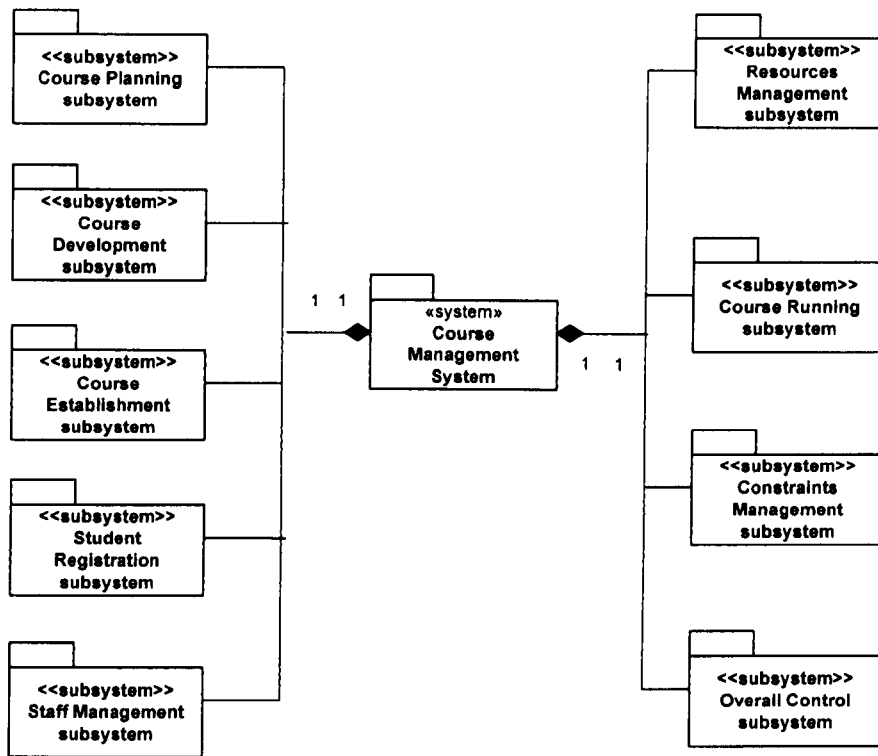 <<subsystem>>
Course Planning
subsystem
<<subsystem>>
Course
Development
subsystem
<<subsystem>>
Course
Establishment
subsystem
<<subsystem>>
Student
Registration
subsystem
<<subsystem>>
Staff Management
subsystem
1 1
«system»
Course
Management
System
1 1
<<subsystem>>
Resources
Management
subsystem
<<subsystem>>
Course Running
subsystem
<<subsystem>>
Constraints
Management
subsystem
<<subsystem>>
Overall Control
subsystem